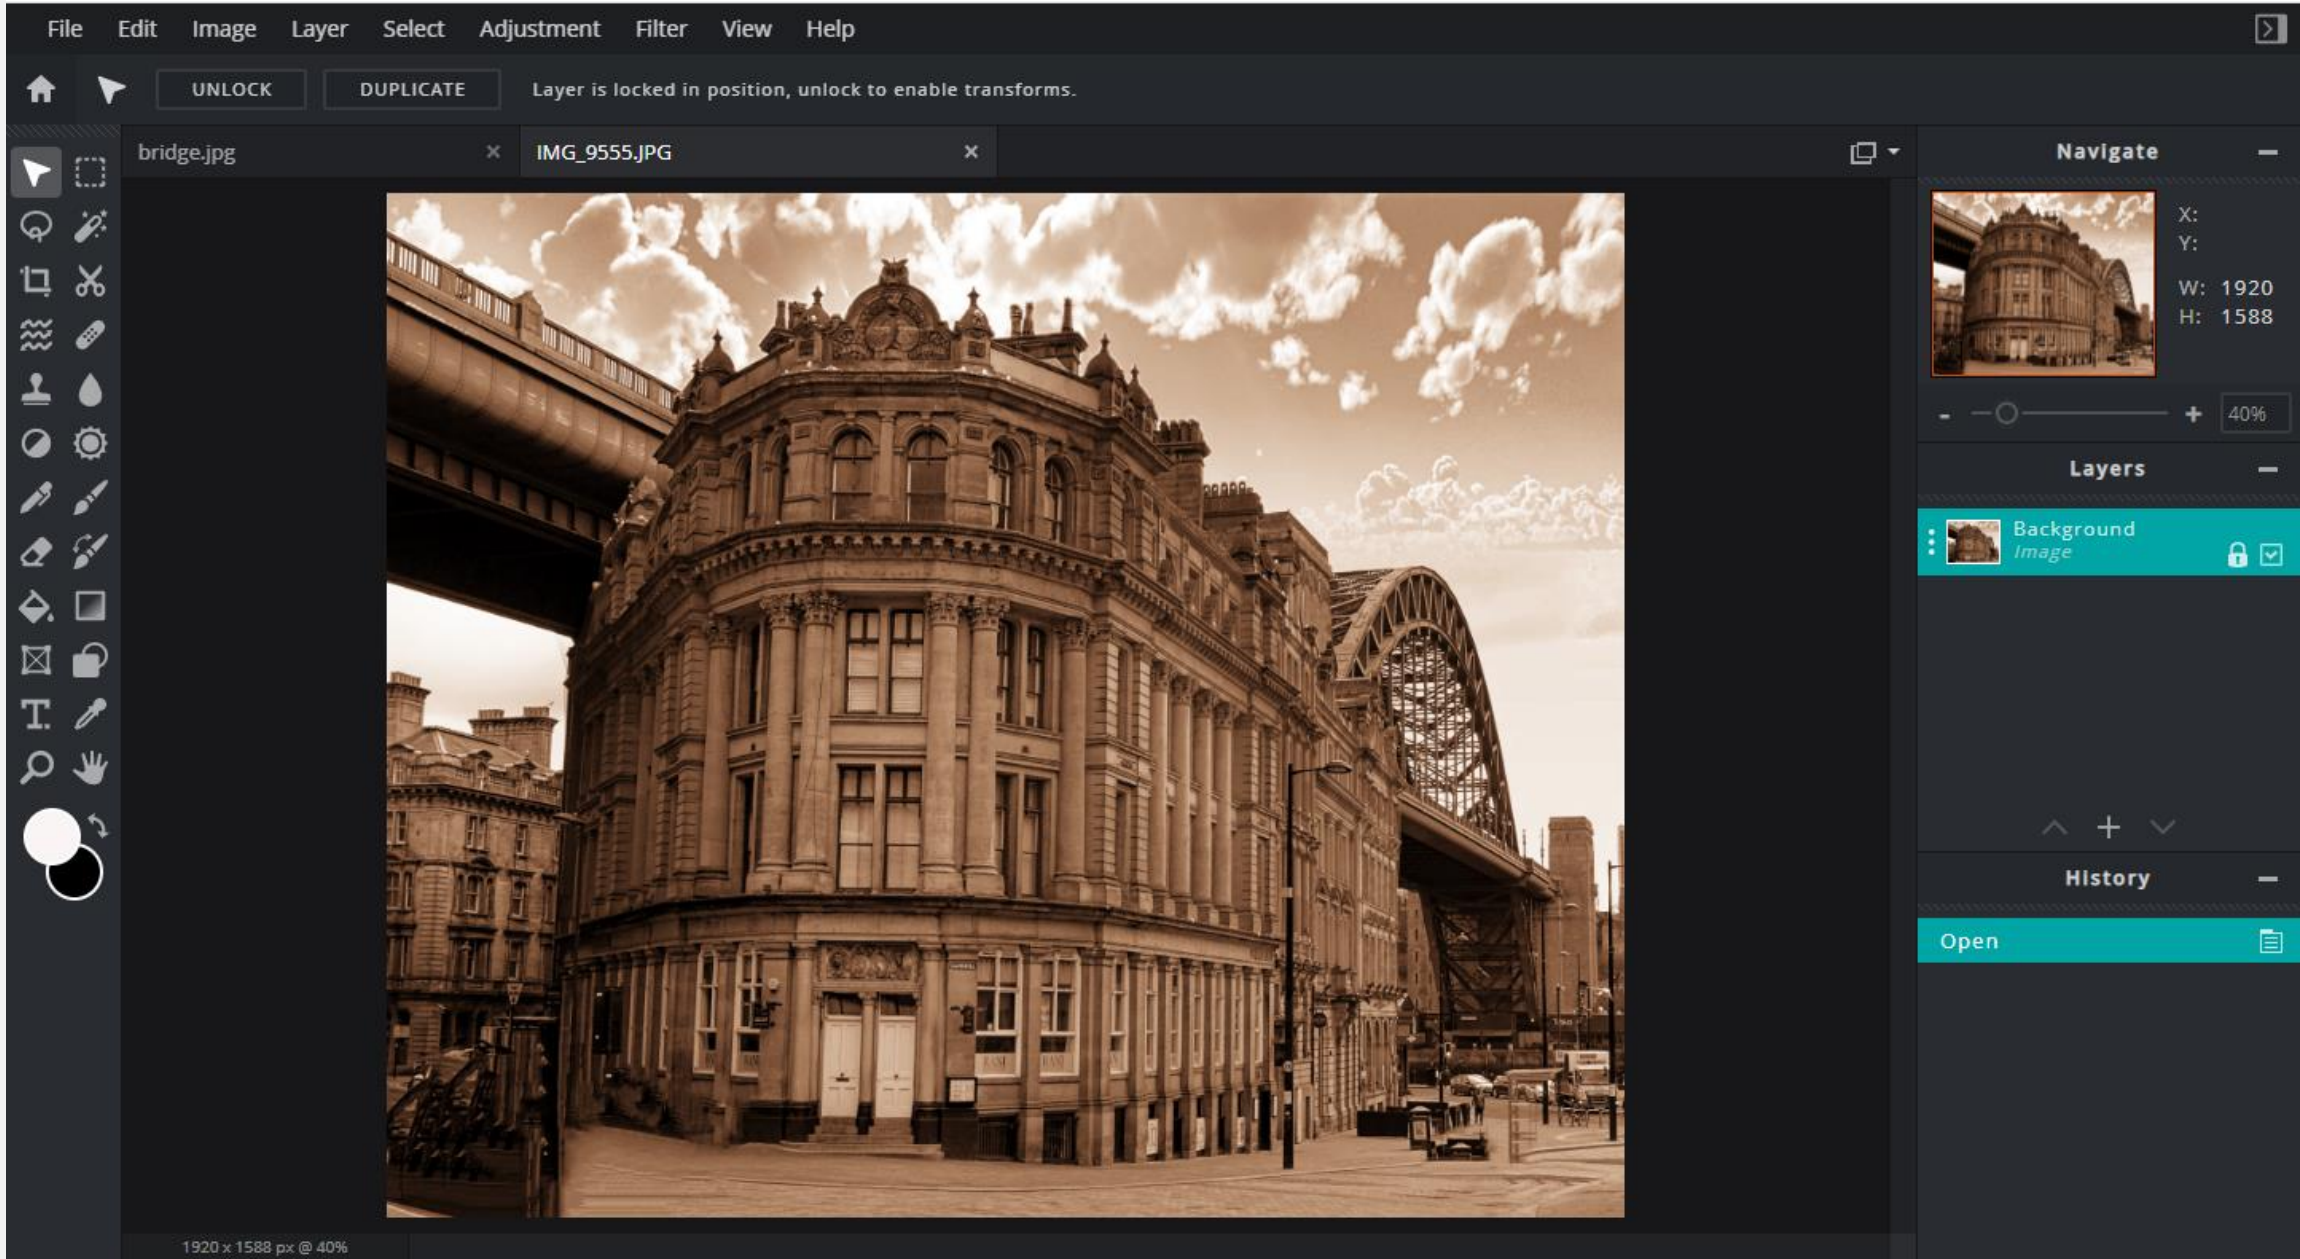 File Edit Image Layer Select Adjustment Filter View Help
UNLOCK DUPLICATE Layer is locked in position, unlock to enable transforms.
bridge.jpg × IMG_9555.JPG ×
Navigate
X:
Y:
W: 1920
H: 1588
- + 40%
Layers
Background
Image
History
Open
1920 x 1588 px @ 40%